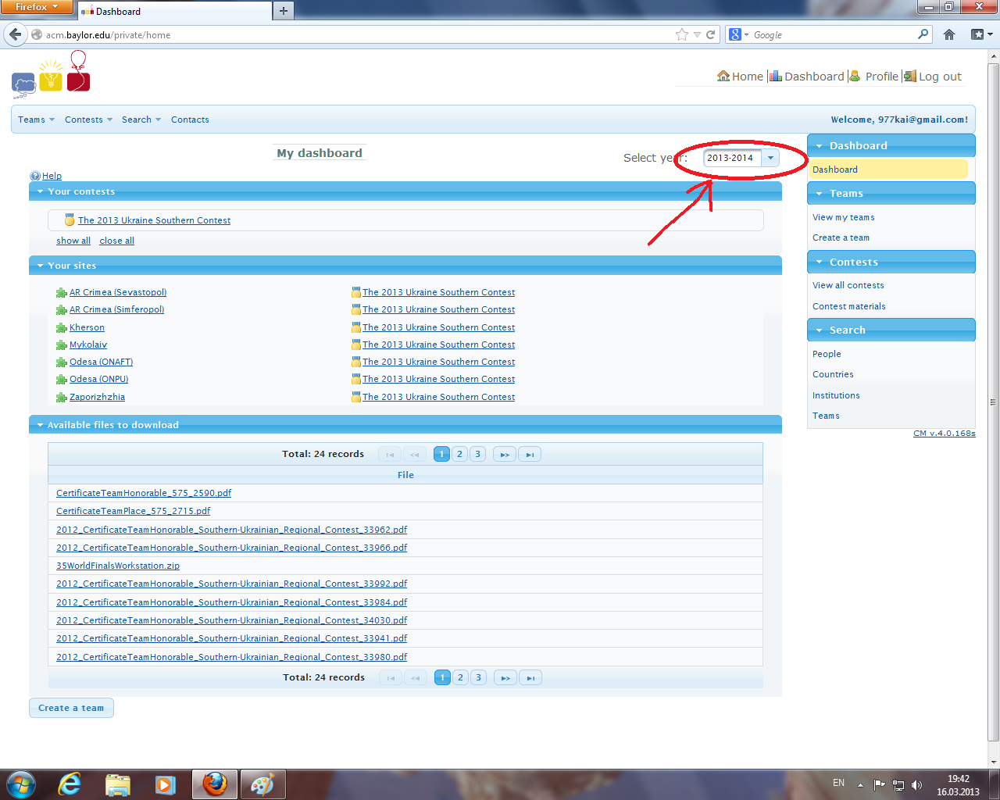 Firefox
Dashboard
acm.baylor.edu/private/home
Google
Home Dashboard Profile Log out
Teams Contests Search Contacts
Welcome, 977kai@gmail.com!
My dashboard
Select year: 2013-2014
Help
Your contests
The 2013 Ukraine Southern Contest
show all close all
Your sites
AR Crimea (Sevastopol) The 2013 Ukraine Southern Contest
AR Crimea (Simferopol) The 2013 Ukraine Southern Contest
Kherson The 2013 Ukraine Southern Contest
Mykolaiv The 2013 Ukraine Southern Contest
Odesa (ONAFT) The 2013 Ukraine Southern Contest
Odesa (ONPU) The 2013 Ukraine Southern Contest
Zaporizhzhia The 2013 Ukraine Southern Contest
Available files to download
Total: 24 records 1 2 3
File
CertificateTeamHonorable_575_2590.pdf
CertificateTeamPlace_575_2715.pdf
2012_CertificateTeamHonorable_Southern-Ukrainian_Regional_Contest_33962.pdf
2012_CertificateTeamHonorable_Southern-Ukrainian_Regional_Contest_33966.pdf
35WorldFinalsWorkstation.zip
2012_CertificateTeamHonorable_Southern-Ukrainian_Regional_Contest_33992.pdf
2012_CertificateTeamHonorable_Southern-Ukrainian_Regional_Contest_33984.pdf
2012_CertificateTeamHonorable_Southern-Ukrainian_Regional_Contest_34030.pdf
2012_CertificateTeamHonorable_Southern-Ukrainian_Regional_Contest_33941.pdf
2012_CertificateTeamHonorable_Southern-Ukrainian_Regional_Contest_33980.pdf
Total: 24 records 1 2 3
Create a team
Dashboard
Dashboard
Teams
View my teams
Create a team
Contests
View all contests
Contest materials
Search
People
Countries
Institutions
Teams
CM v.4.0.168s
EN
19:42
16.03.2013